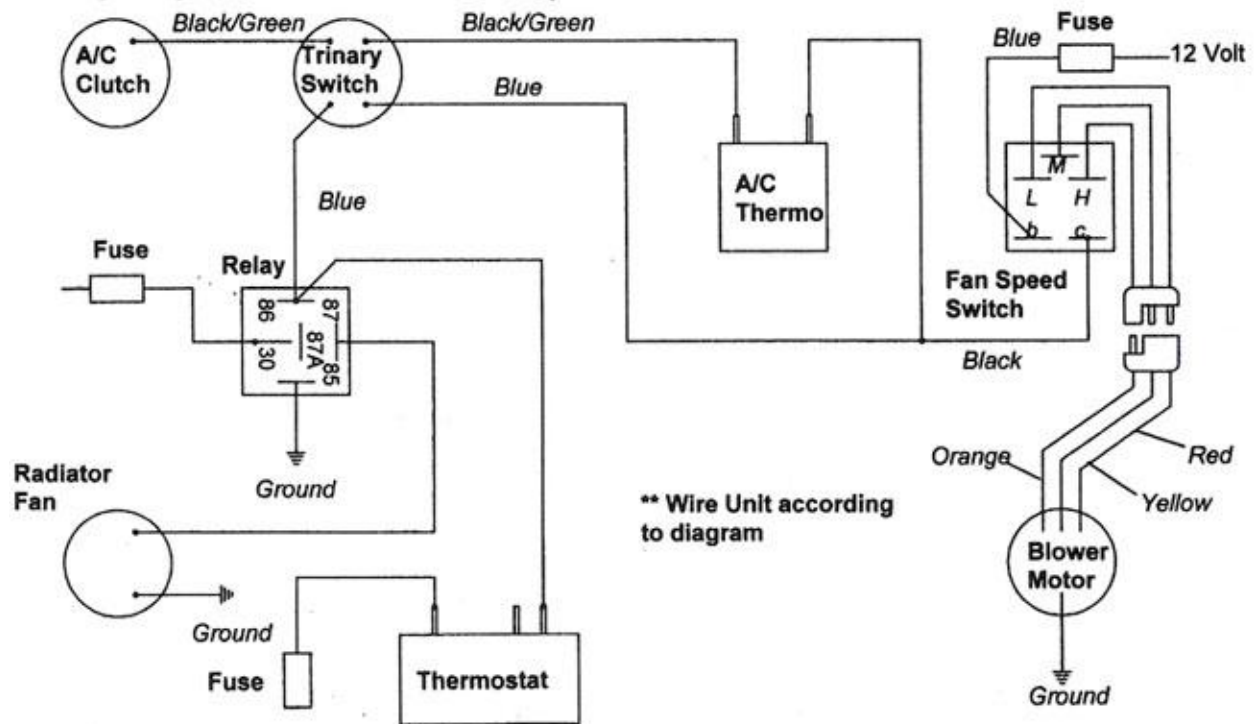 Black/Green
Black/Green
Fuse
Blue
12 Volt
A/C
Clutch
Trinary
Switch
Blue
M
L
H
b
c
A/C
Thermo
Blue
Fuse
Relay
86
87
87A
30
85
Fan Speed
Switch
Black
Ground
Radiator
Fan
Orange
Red
Yellow
** Wire Unit according
to diagram
Blower
Motor
Ground
Fuse
Thermostat
Ground